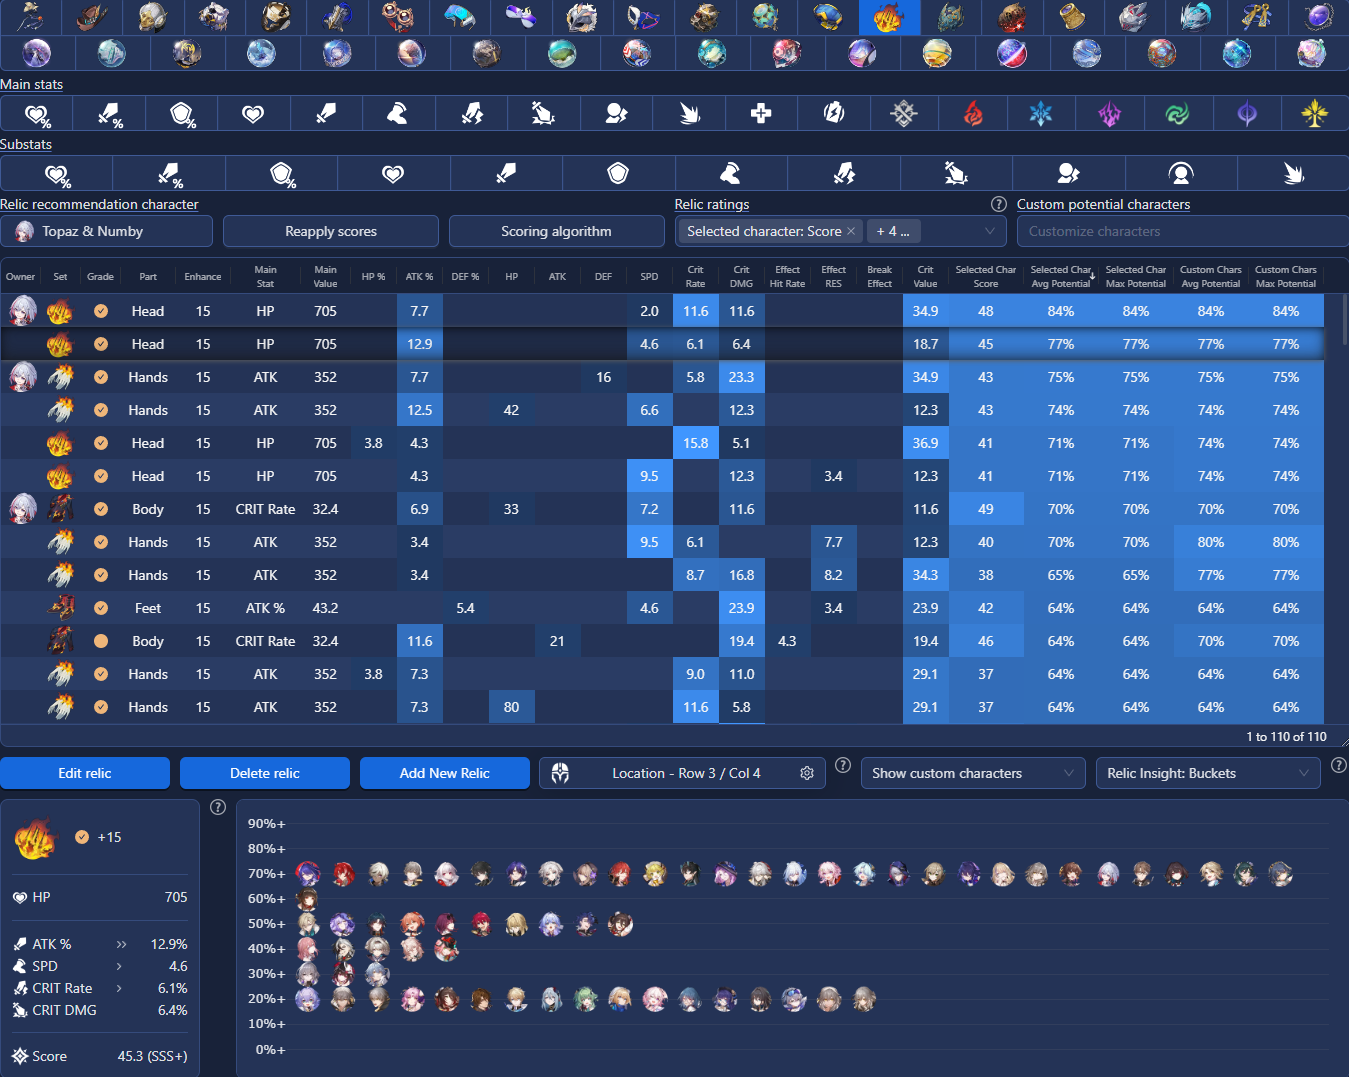 Main stats
% % %
Substats
% % %
Relic recommendation character Relic ratings ? Custom potential characters
Topaz & Numby Reapply scores Scoring algorithm Selected character: Score × + 4 ... Customize characters
Owner Set Grade Part Enhance Main Stat Main Value HP % ATK % DEF % HP ATK DEF SPD Crit Rate Crit DMG Effect Hit Rate Effect RES Break Effect Crit Value Selected Char Score Selected Char Avg Potential Selected Char Max Potential Custom Chars Avg Potential Custom Chars Max Potential
Head 15 HP 705 7.7 2.0 11.6 11.6 34.9 48 84% 84% 84% 84%
Head 15 HP 705 12.9 4.6 6.1 6.4 18.7 45 77% 77% 77% 77%
Hands 15 ATK 352 7.7 16 5.8 23.3 34.9 43 75% 75% 75% 75%
Hands 15 ATK 352 12.5 42 6.6 12.3 12.3 43 74% 74% 74% 74%
Head 15 HP 705 3.8 4.3 15.8 5.1 36.9 41 71% 71% 74% 74%
Head 15 HP 705 4.3 9.5 12.3 3.4 12.3 41 71% 71% 74% 74%
Body 15 CRIT Rate 32.4 6.9 33 7.2 11.6 11.6 49 70% 70% 70% 70%
Hands 15 ATK 352 3.4 9.5 6.1 7.7 12.3 40 70% 70% 80% 80%
Hands 15 ATK 352 3.4 8.7 16.8 8.2 34.3 38 65% 65% 77% 77%
Feet 15 ATK % 43.2 5.4 4.6 23.9 3.4 23.9 42 64% 64% 64% 64%
Body 15 CRIT Rate 32.4 11.6 21 19.4 4.3 19.4 46 64% 64% 70% 70%
Hands 15 ATK 352 3.8 7.3 9.0 11.0 29.1 37 64% 64% 64% 64%
Hands 15 ATK 352 7.3 80 11.6 5.8 29.1 37 64% 64% 64% 64%
1 to 110 of 110
Edit relic Delete relic Add New Relic Location - Row 3 / Col 4 ? Show custom characters Relic Insight: Buckets ?
+15
?
HP 705
ATK % 12.9%
SPD 4.6
CRIT Rate 6.1%
CRIT DMG 6.4%
Score 45.3 (SSS+)
90%+
80%+
70%+
60%+
50%+
40%+
30%+
20%+
10%+
0%+